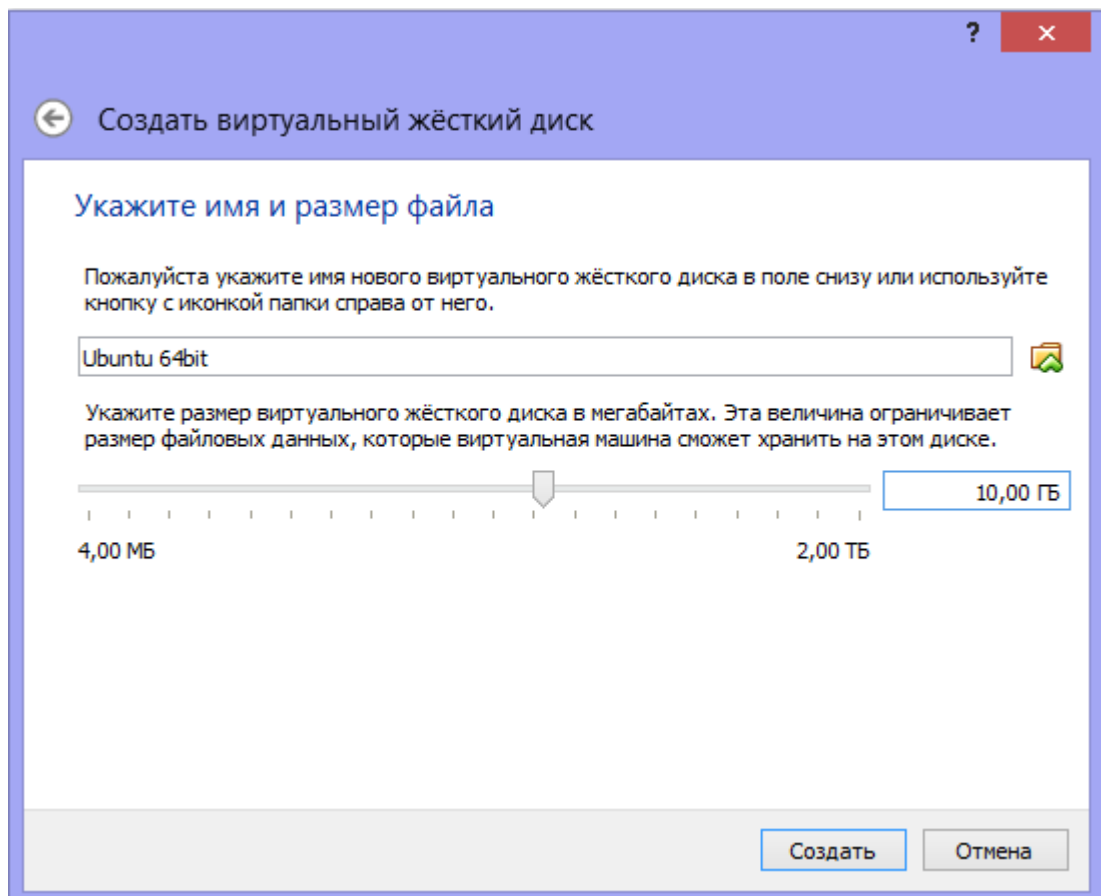 ?
Создать виртуальный жёсткий диск
Укажите имя и размер файла
Пожалуйста укажите имя нового виртуального жёсткого диска в поле снизу или используйте
кнопку с иконкой папки справа от него.
Ubuntu 64bit
Укажите размер виртуального жёсткого диска в мегабайтах. Эта величина ограничивает
размер файловых данных, которые виртуальная машина сможет хранить на этом диске.
10,00 ГБ
4,00 МБ 2,00 ТБ
Создать Отмена